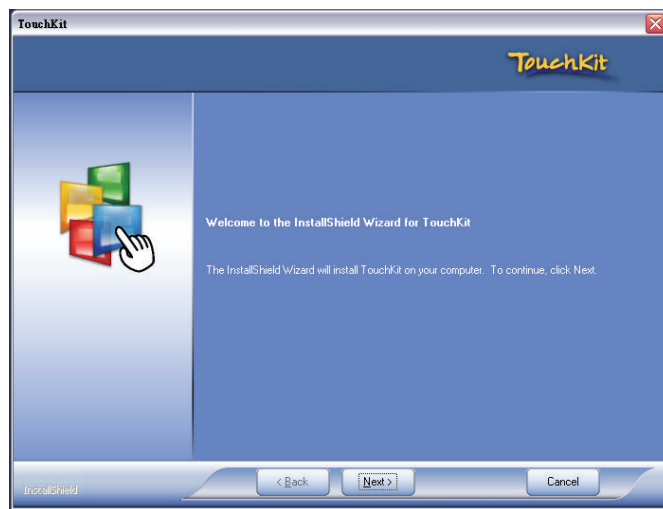 TouchKit
TouchKit
Welcome to the InstallShield Wizard for TouchKit
The InstallShield Wizard will install TouchKit on your computer. To continue, click Next.
InstallShield
< Back
Next >
Cancel